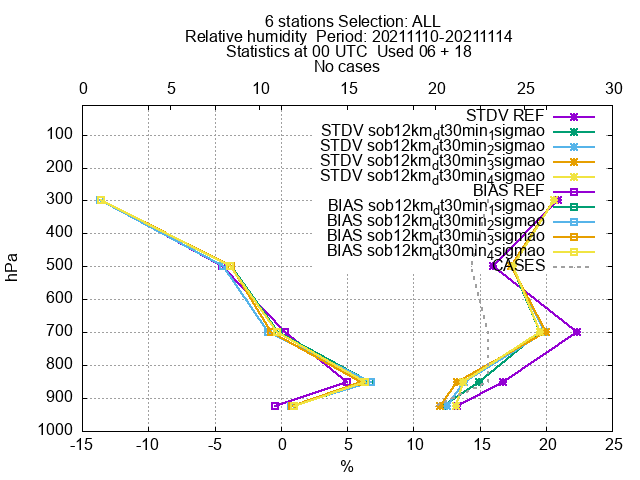 6 stations Selection: ALL
Relative humidity  Period: 20211110-20211114
Statistics at 00 UTC  Used 06 + 18
No cases
0 5 10 15 20 25 30
STDV REF
STDV sob12km_dt30min_1sigmao
STDV sob12km_dt30min_2sigmao
STDV sob12km_dt30min_3sigmao
STDV sob12km_dt30min_4sigmao
BIAS REF
BIAS sob12km_dt30min_1sigmao
BIAS sob12km_dt30min_2sigmao
BIAS sob12km_dt30min_3sigmao
BIAS sob12km_dt30min_4sigmao
CASES
100
200
300
400
500
600
700
800
900
1000
hPa
-15 -10 -5 0 5 10 15 20 25
%